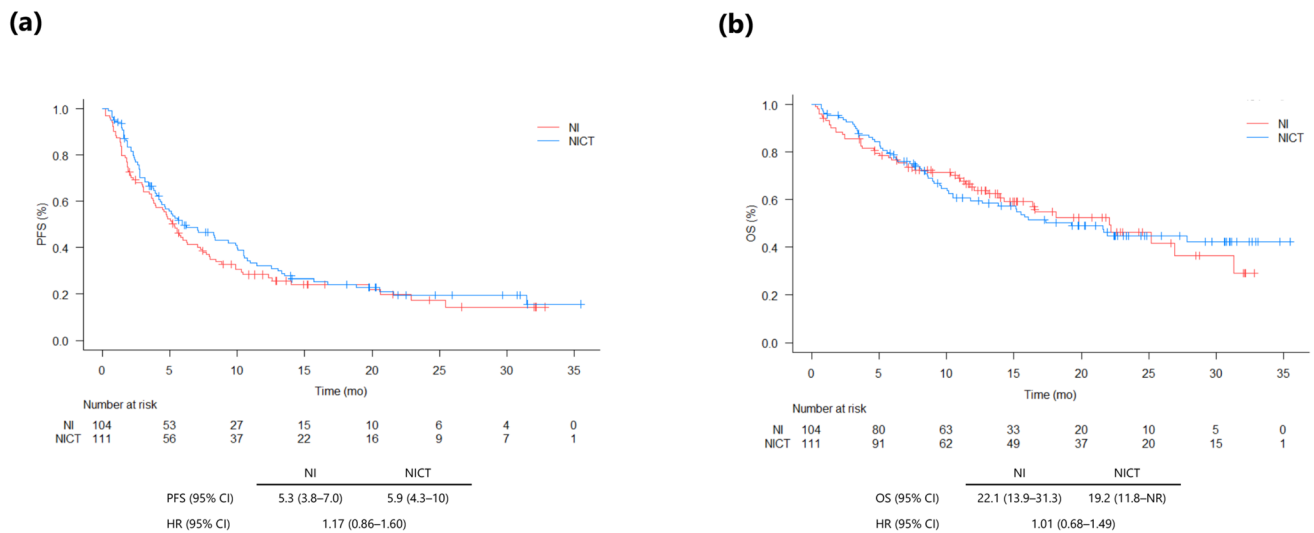 (a)
PFS (%)
1.0
0.8
0.6
0.4
0.2
0.0
NI
NICT
0 5 10 15 20 25 30 35
Time (mo)
Number at risk
NI 104 53 27 15 10 6 4 0
NICT 111 56 37 22 16 9 7 1
NI NICT
PFS (95% CI) 5.3 (3.8–7.0) 5.9 (4.3–10)
HR (95% CI) 1.17 (0.86–1.60)
(b)
OS (%)
1.0
0.8
0.6
0.4
0.2
0.0
NI
NICT
0 5 10 15 20 25 30 35
Time (mo)
Number at risk
NI 104 80 63 33 20 10 5 0
NICT 111 91 62 49 37 20 15 1
NI NICT
OS (95% CI) 22.1 (13.9–31.3) 19.2 (11.8–NR)
HR (95% CI) 1.01 (0.68–1.49)